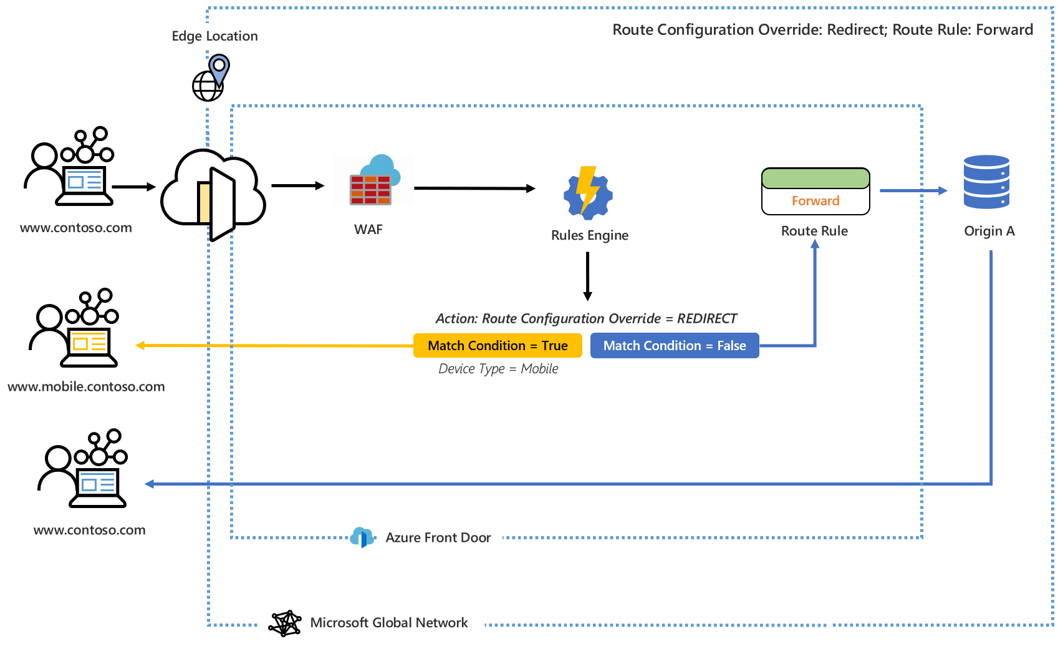 Route Configuration Override: Redirect; Route Rule: Forward
Edge Location
www.contoso.com
WAF
Rules Engine
Forward
Route Rule
Origin A
Action: Route Configuration Override = REDIRECT
Match Condition = True
Match Condition = False
Device Type = Mobile
www.mobile.contoso.com
www.contoso.com
Azure Front Door
Microsoft Global Network